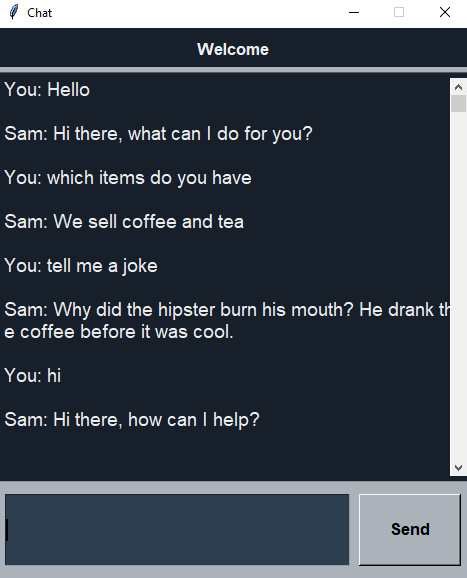 Chat
Welcome
You: Hello
Sam: Hi there, what can I do for you?
You: which items do you have
Sam: We sell coffee and tea
You: tell me a joke
Sam: Why did the hipster burn his mouth? He drank th
e coffee before it was cool.
You: hi
Sam: Hi there, how can I help?
Send